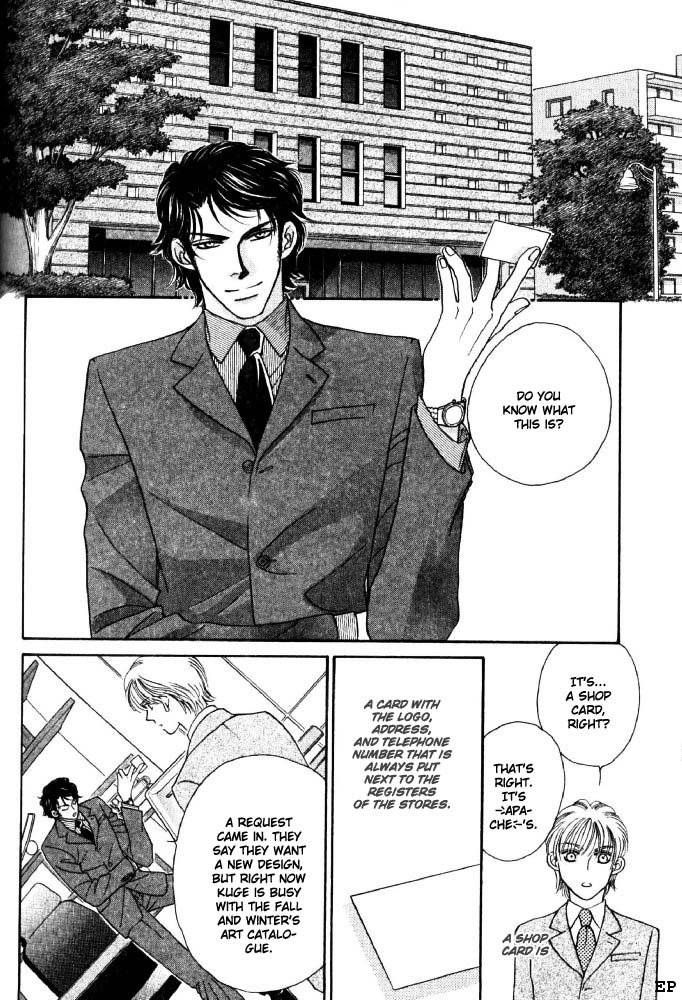 DO YOU
KNOW WHAT
THIS IS?
IT'S...
A SHOP
CARD,
RIGHT?
THAT'S
RIGHT.
IT'S
-:APA-
CHE:-'S.
A SHOP
CARD IS
A CARD WITH
THE LOGO,
ADDRESS,
AND TELEPHONE
NUMBER THAT IS
ALWAYS PUT
NEXT TO THE
REGISTERS
OF THE STORES.
A REQUEST
CAME IN. THEY
SAY THEY WANT
A NEW DESIGN,
BUT RIGHT NOW
KUGE IS BUSY
WITH THE FALL
AND WINTER'S
ART CATALO-
GUE.
EP